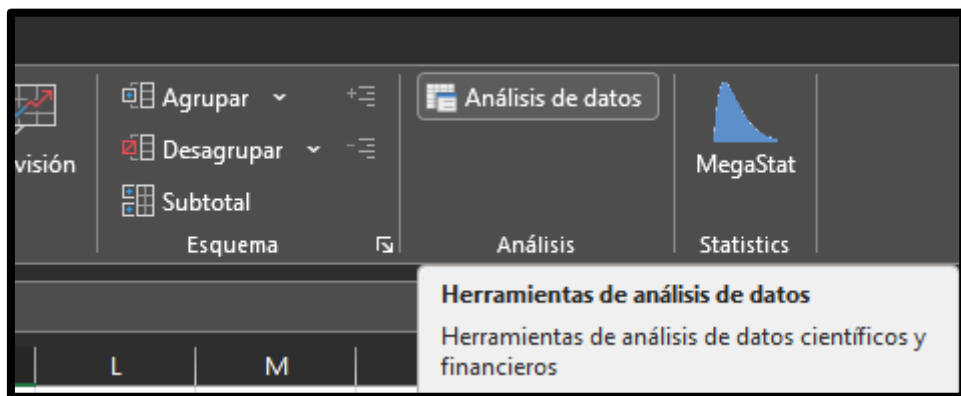 Agrupar
Desagrupar
Subtotal
Esquema
visión
Análisis de datos
Análisis
MegaStat
Statistics
Herramientas de análisis de datos
Herramientas de análisis de datos científicos y
financieros
L
M